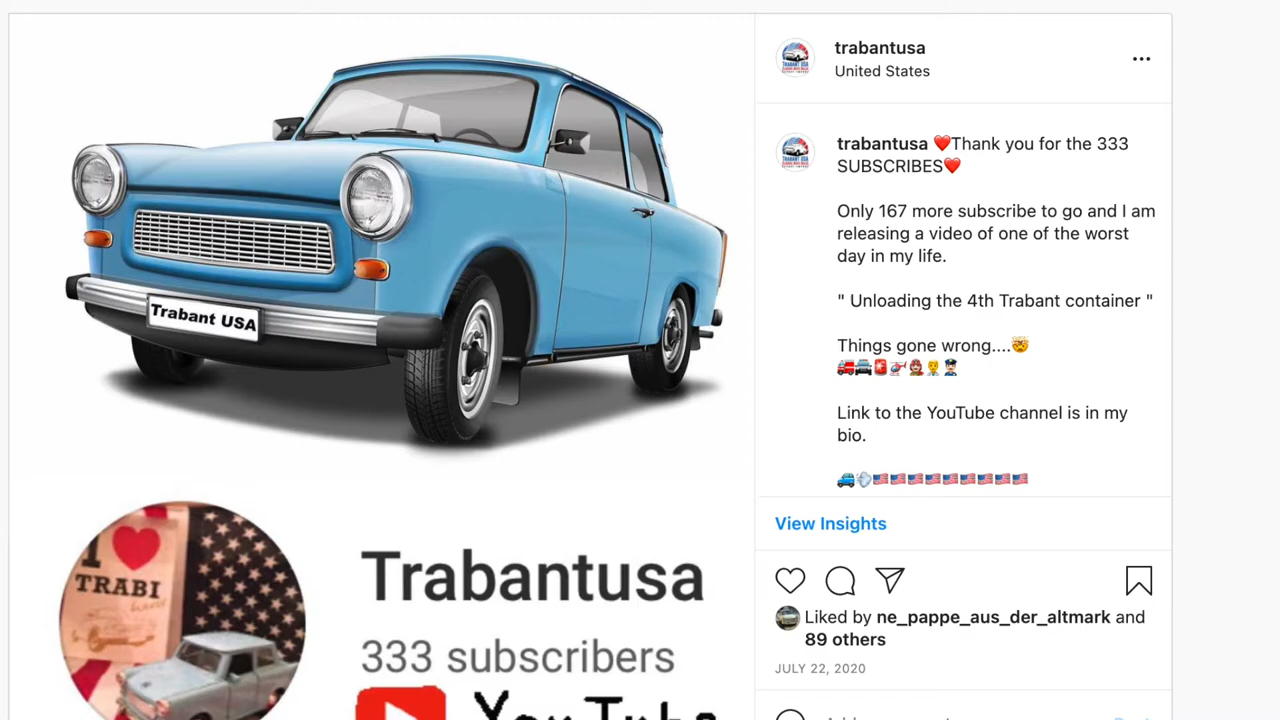 trabantusa
United States
Trabant USA
trabantusa ❤️Thank you for the 333
SUBSCRIBES❤️
Only 167 more subscribe to go and I am
releasing a video of one of the worst
day in my life.
" Unloading the 4th Trabant container "
Things gone wrong....🤯
🚒🚔🚨🚁👩‍🚒👨‍⚕️👮
Link to the YouTube channel is in my
bio.
🚙💨🇺🇸🇺🇸🇺🇸🇺🇸🇺🇸🇺🇸🇺🇸🇺🇸🇺🇸
View Insights
Liked by ne_pappe_aus_der_altmark and
89 others
JULY 22, 2020
I ❤️
TRABI
Trabantusa
333 subscribers
YouTube